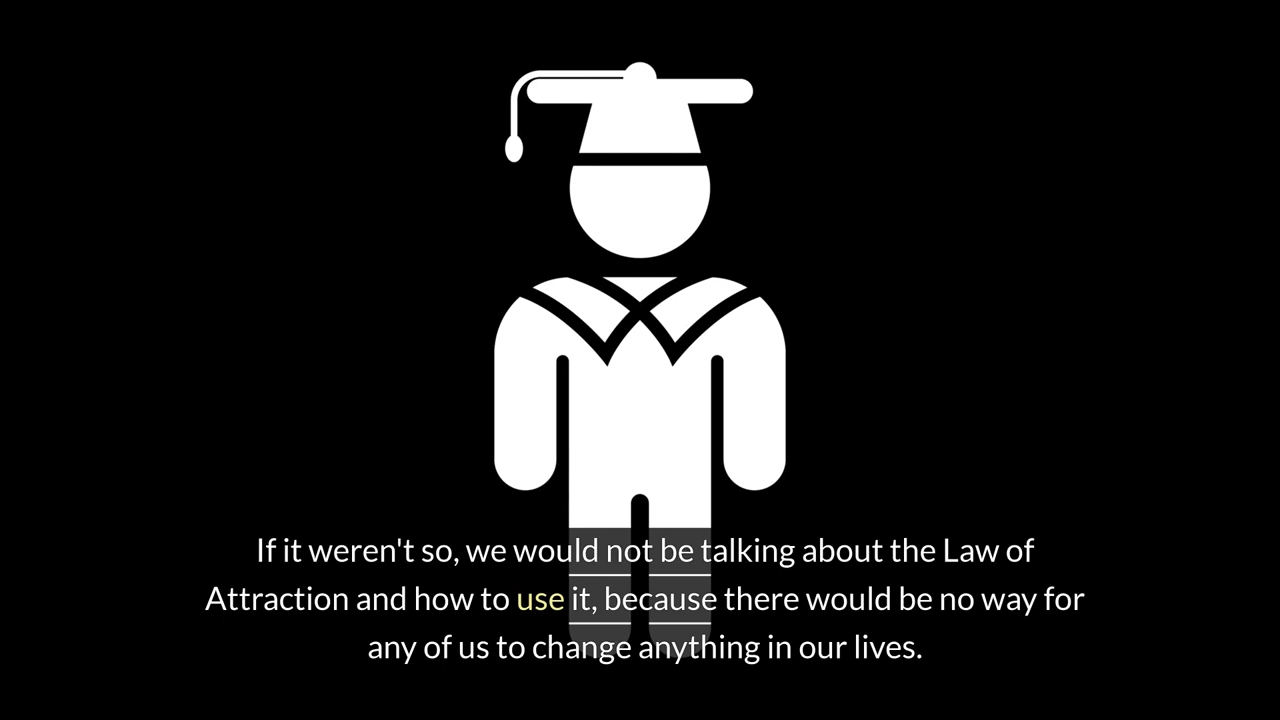 If it weren't so, we would not be talking about the Law of
Attraction and how to use it, because there would be no way for
any of us to change anything in our lives.